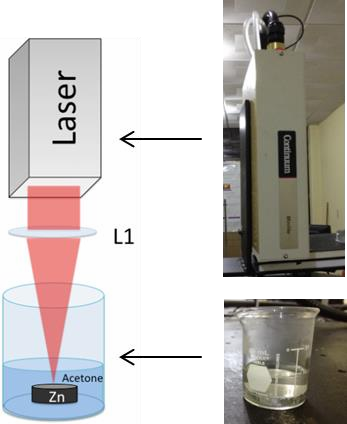 Laser
L1
Acetone
Zn
Continuum